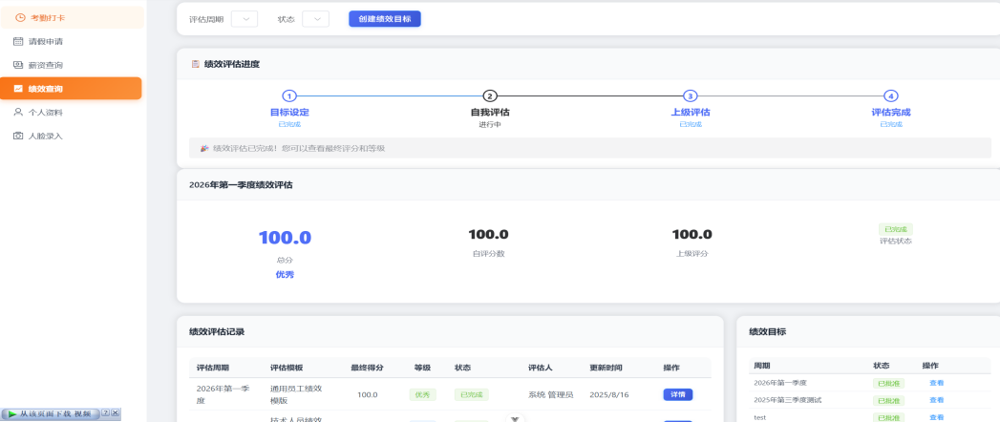 考勤打卡
请假申请
薪资查询
绩效查询
个人资料
人脸录入
评估周期 状态 创建绩效目标
绩效评估进度
1 2 3 4
目标设定 自我评估 上级评估 评估完成
已完成 进行中 已完成 已完成
绩效评估已完成！您可以查看最终评分和等级
2026年第一季度绩效评估
100.0 100.0 100.0 已完成
总分 自评分数 上级评分 评估状态
优秀
绩效评估记录
评估周期 评估模板 最终得分 等级 状态 评估人 更新时间 操作
2026年第一季
度
通用员工绩效
模版
100.0 优秀 已完成 系统 管理员 2025/8/16 详情
技术人员绩效
绩效目标
周期 状态 操作
2026年第一季度 已批准 查看
2025年第三季度测试 已批准 查看
test 已批准 查看
从该页面下载 视频 ? X